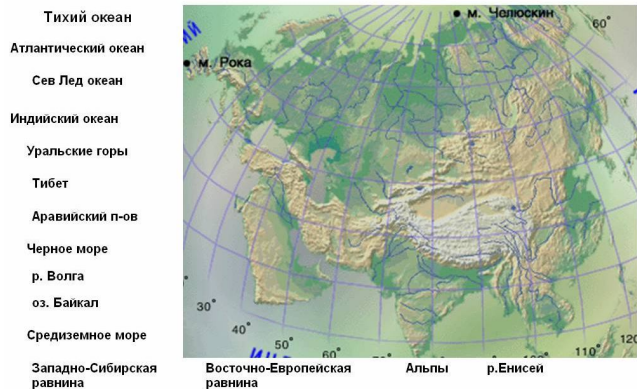 Тихий океан
Атлантический океан
Сев Лед океан
Индийский океан
Уральские горы
Тибет
Аравийский п-ов
Черное море
р. Волга
оз. Байкал
Средиземное море
Западно-Сибирская
равнина
Восточно-Европейская
равнина
Альпы
р.Енисей
м. Челюскин
60°
м. Рока
30°
40°
50°
60°
110°